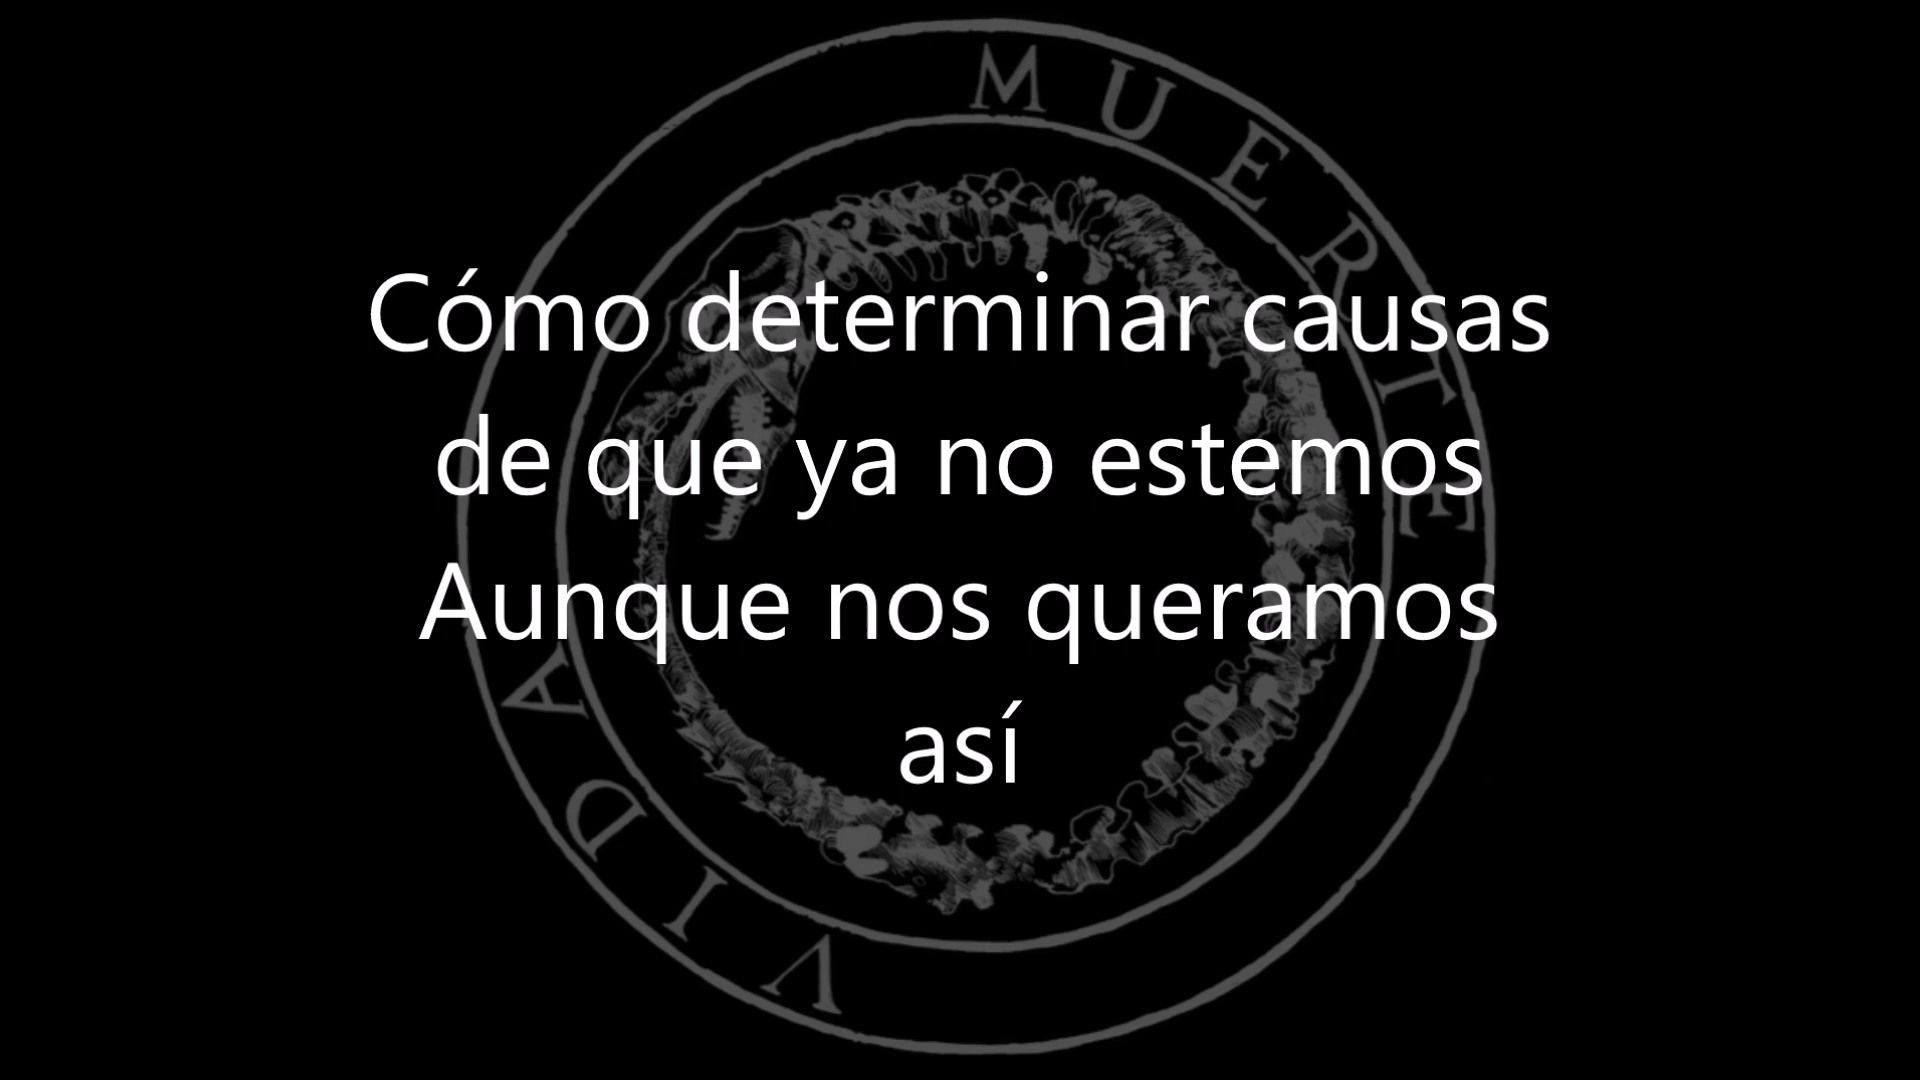 MUERTE
Cómo determinar causas
de que ya no estemos
Aunque nos queramos
así
VIDA